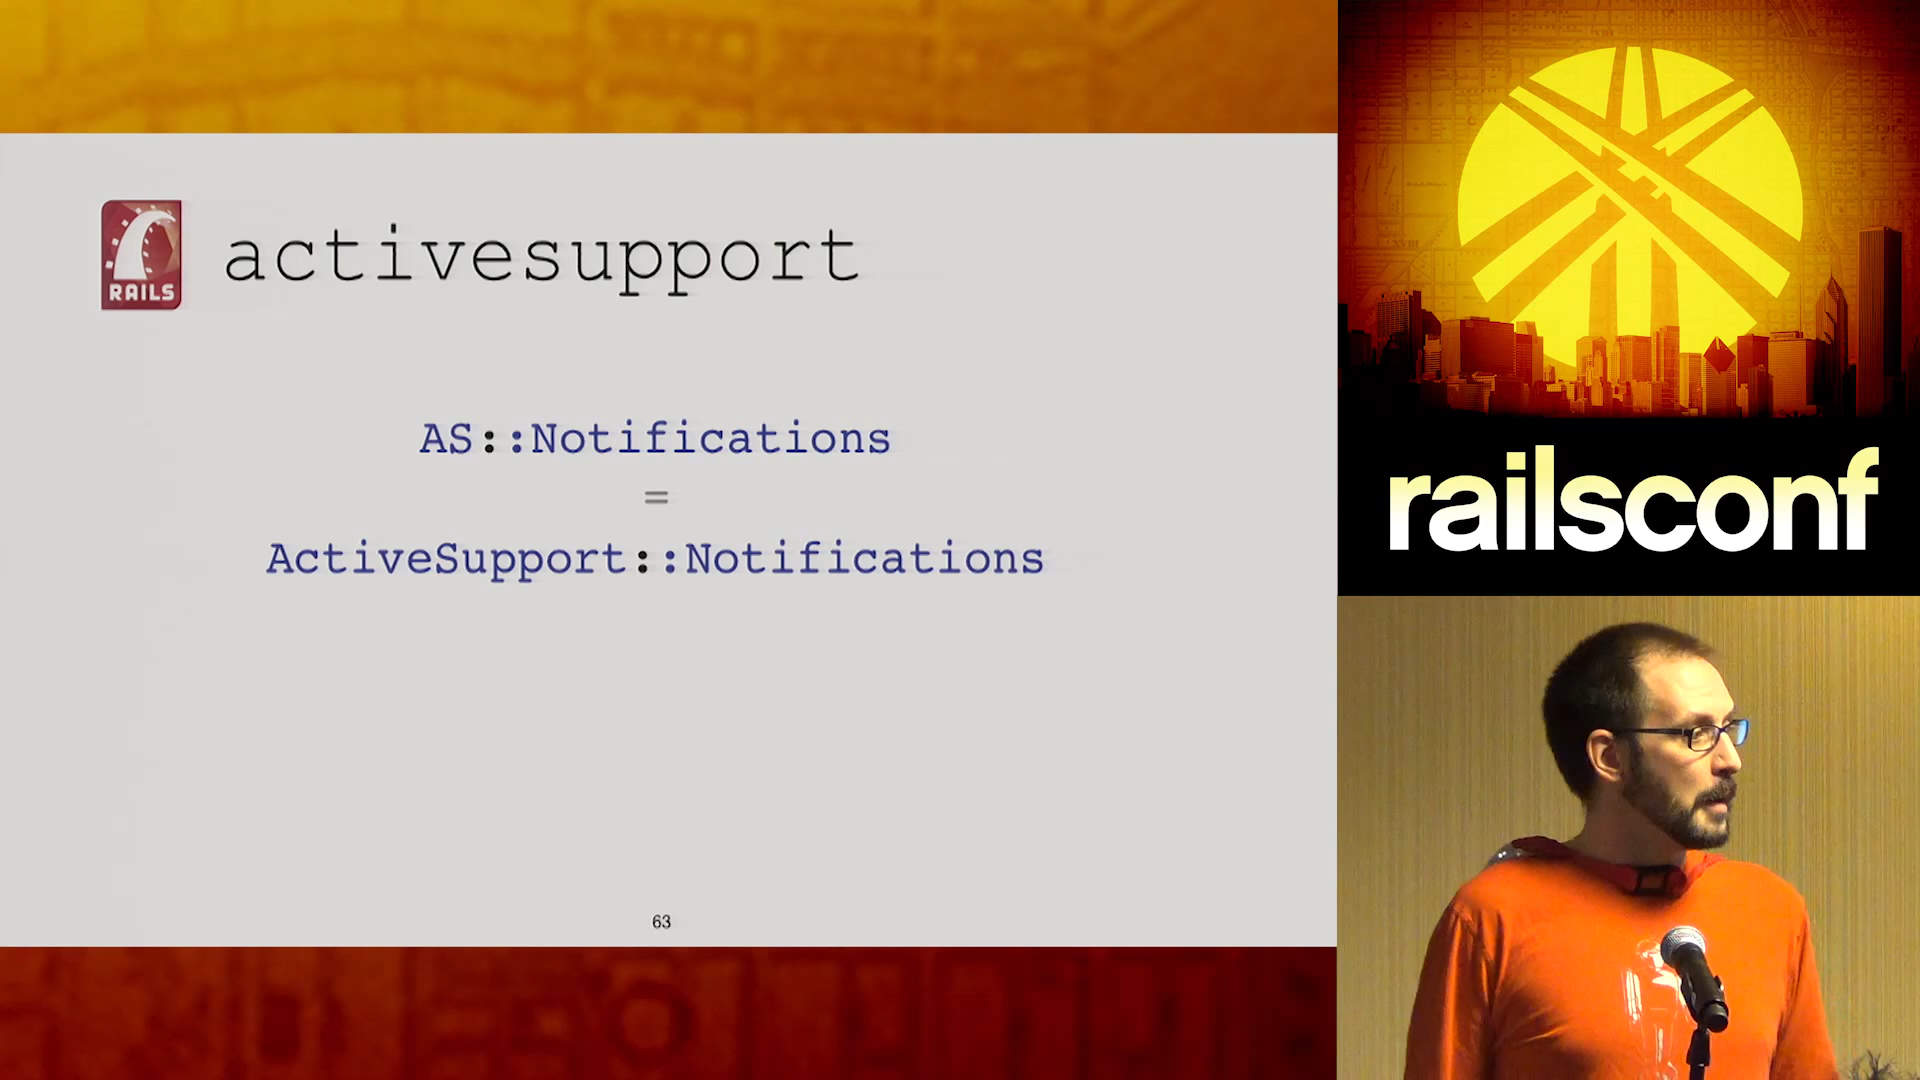 RAILS
activesupport
AS::Notifications
=
ActiveSupport::Notifications
63
railsconf